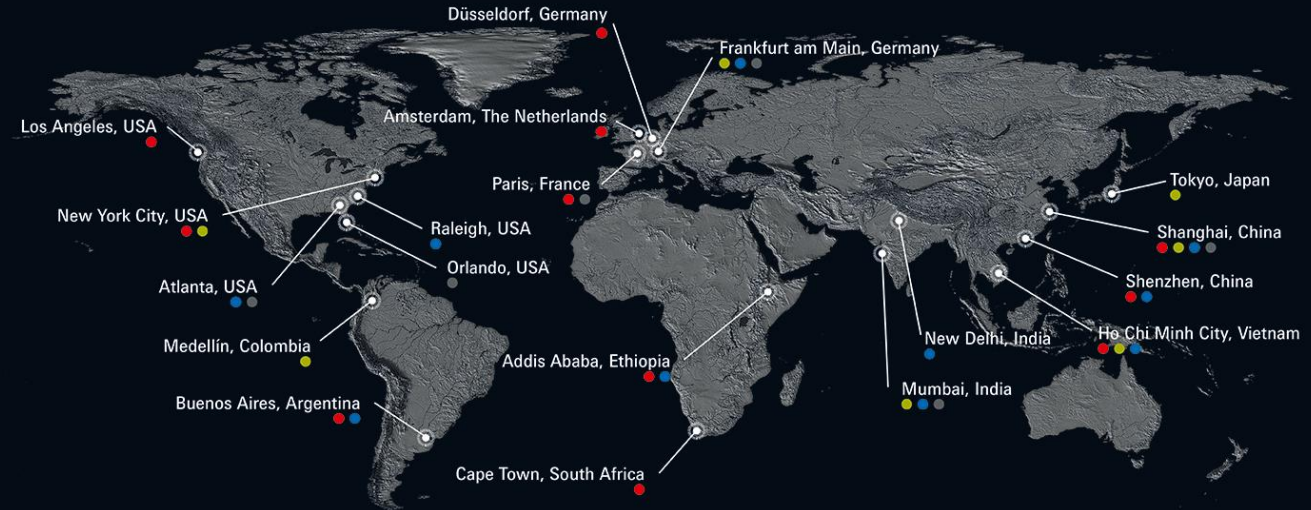 Düsseldorf, Germany
Frankfurt am Main, Germany
Amsterdam, The Netherlands
Los Angeles, USA
Paris, France
Tokyo, Japan
New York City, USA
Raleigh, USA
Shanghai, China
Orlando, USA
Atlanta, USA
Shenzhen, China
Ho Chi Minh City, Vietnam
New Delhi, India
Medellín, Colombia
Addis Ababa, Ethiopia
Mumbai, India
Buenos Aires, Argentina
Cape Town, South Africa